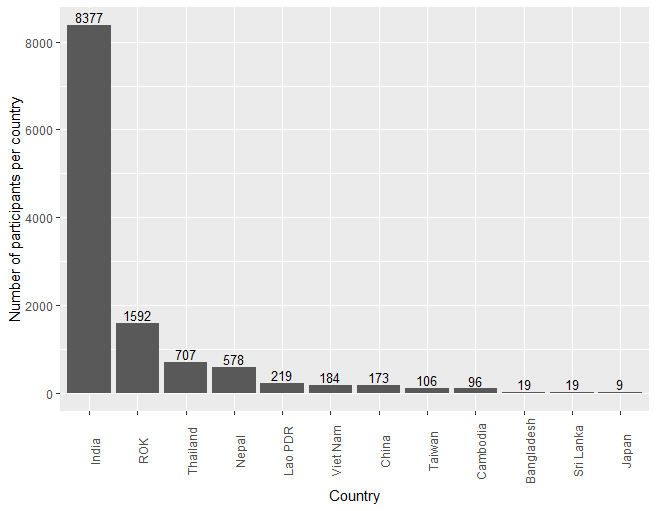 8377
8000
6000
4000
2000
0
Number of participants per country
1592
707
578
219
184
173
106
96
19
19
9
India
ROK
Thailand
Nepal
Lao PDR
Viet Nam
China
Taiwan
Cambodia
Bangladesh
Sri Lanka
Japan
Country